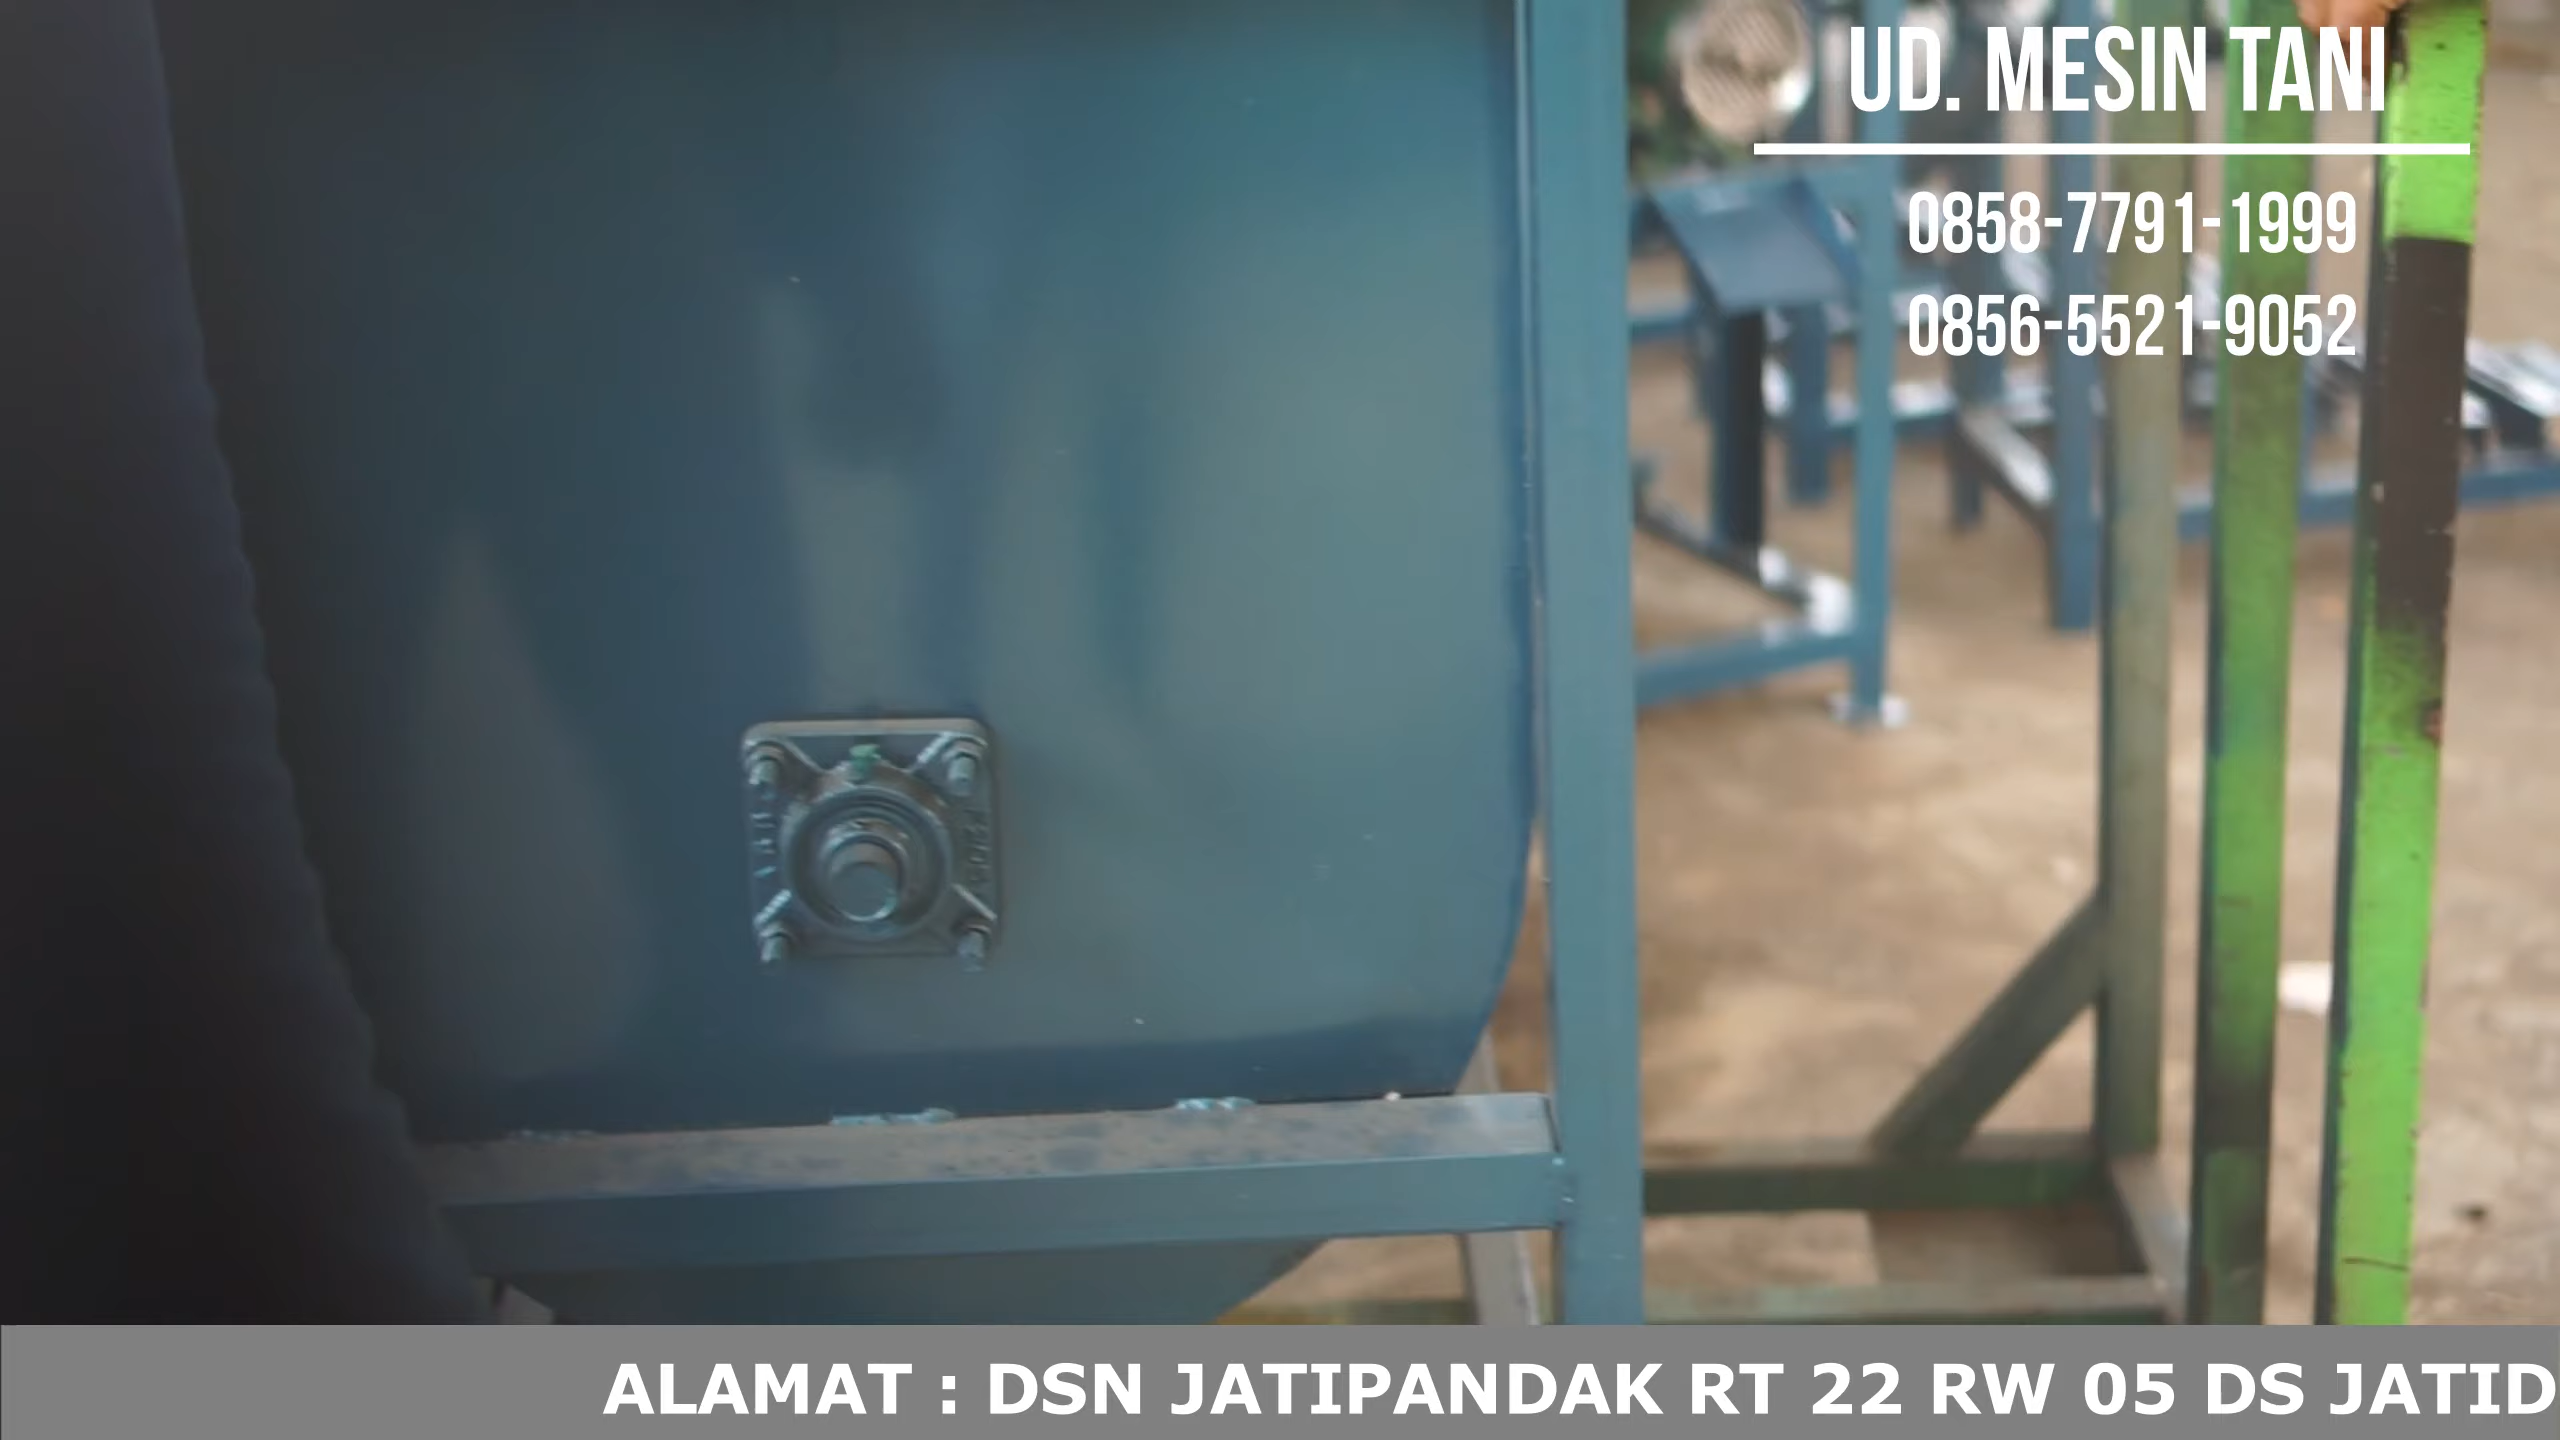 UD. MESIN TANI
0858-7791-1999
0856-5521-9052
ALAMAT : DSN JATIPANDAK RT 22 RW 05 DS JATID